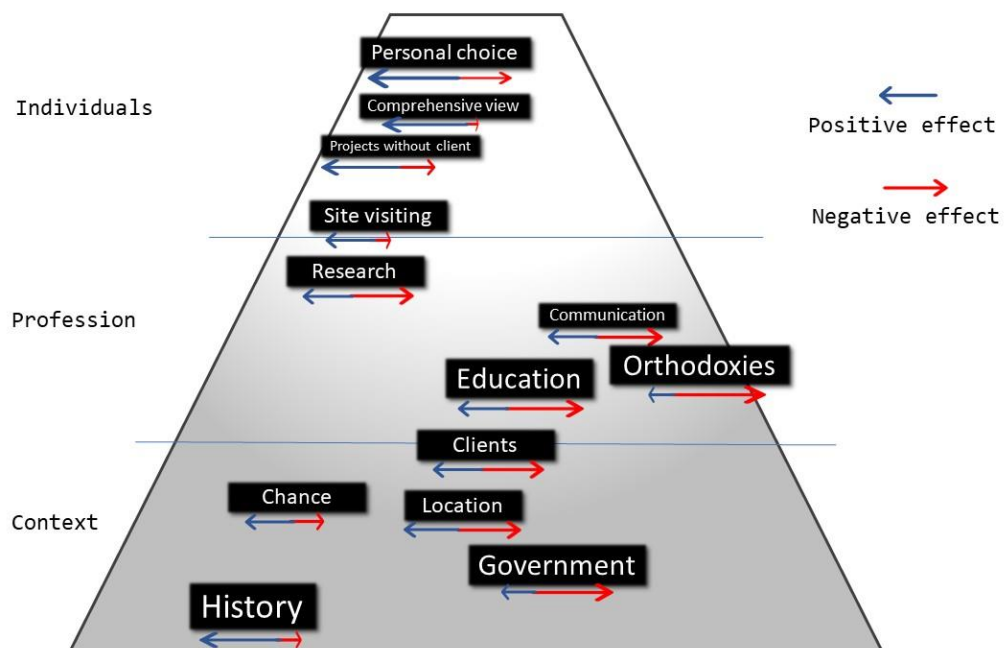 Personal choice
Individuals
Comprehensive view
Positive effect
Projects without client
Site visiting
Negative effect
Research
Profession
Communication
Orthodoxies
Education
Clients
Chance
Location
Context
Government
History